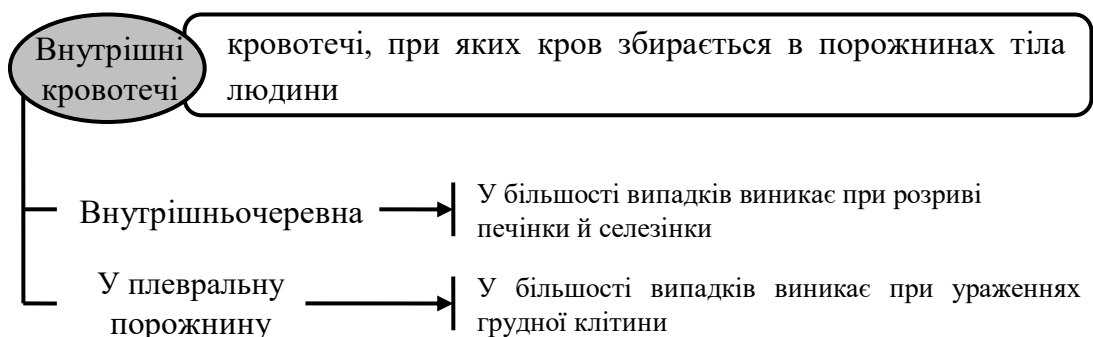 Внутрішні
кровотечі
кровотечі, при яких кров збирається в порожнинах тіла
людини
Внутрішньочеревна
У більшості випадків виникає при розриві
печінки й селезінки
У плевральну
порожнину
У більшості випадків виникає при ураженнях
грудної клітини